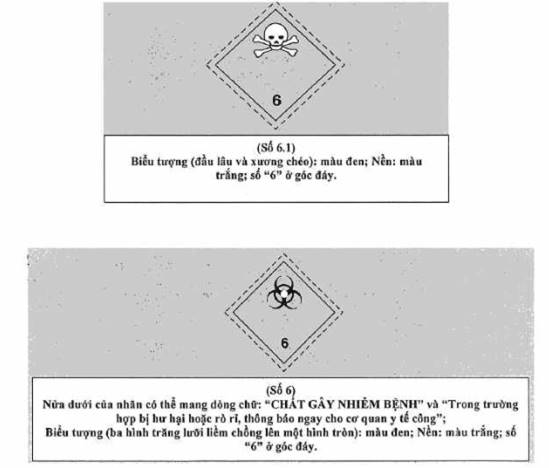 6
(Số 6.1)
Biểu tượng (đầu lâu và xương chéo): màu đen; Nền: màu
trắng; số “6” ở góc đáy.
6
(Số 6)
Nửa dưới của nhãn có thể mang dòng chữ: “CHẤT GÂY NHIỄM BỆNH” và “Trong trường
hợp bị hư hại hoặc rò rỉ, thông báo ngay cho cơ quan y tế công”;
Biểu tượng (ba hình trăng lưỡi liềm chồng lên một hình tròn): màu đen; Nền: màu trắng; số
“6” ở góc đáy.